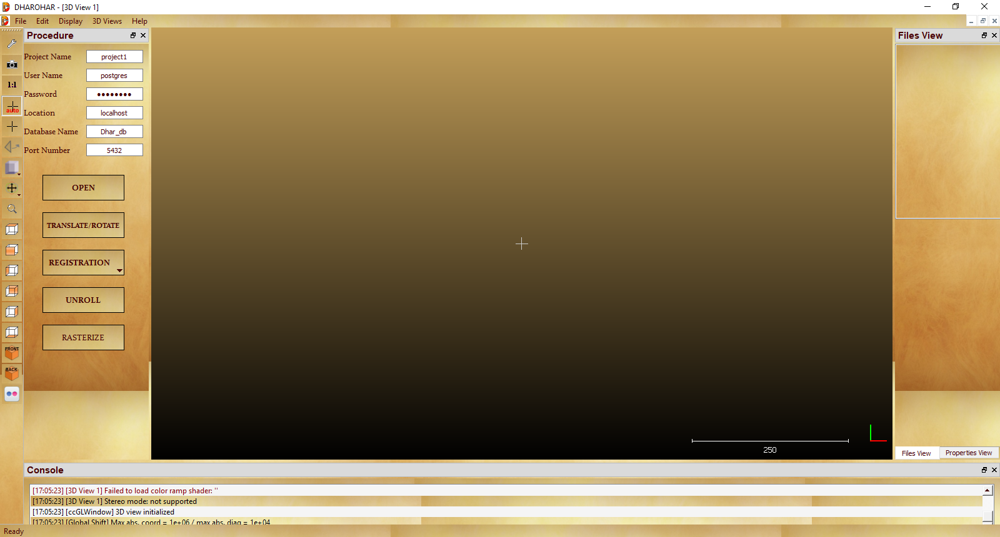 DHAROHAR - [3D View 1]
File Edit Display 3D Views Help
Procedure
Project Name project1
User Name postgres
Password ●●●●●●●●
Location localhost
Database Name Dhar_db
Port Number 5432
OPEN
TRANSLATE/ROTATE
REGISTRATION
UNROLL
RASTERIZE
1:1
auto
FRONT
BACK
250
Files View
Files View Properties View
Console
[17:05:23] [3D View 1] Failed to load color ramp shader: ''
[17:05:23] [3D View 1] Stereo mode: not supported
[17:05:23] [ccGLWindow] 3D view initialized
[17:05:23] [Global Shift] Max abs. coord = 1e+06 / max abs. diag = 1e+04
Ready